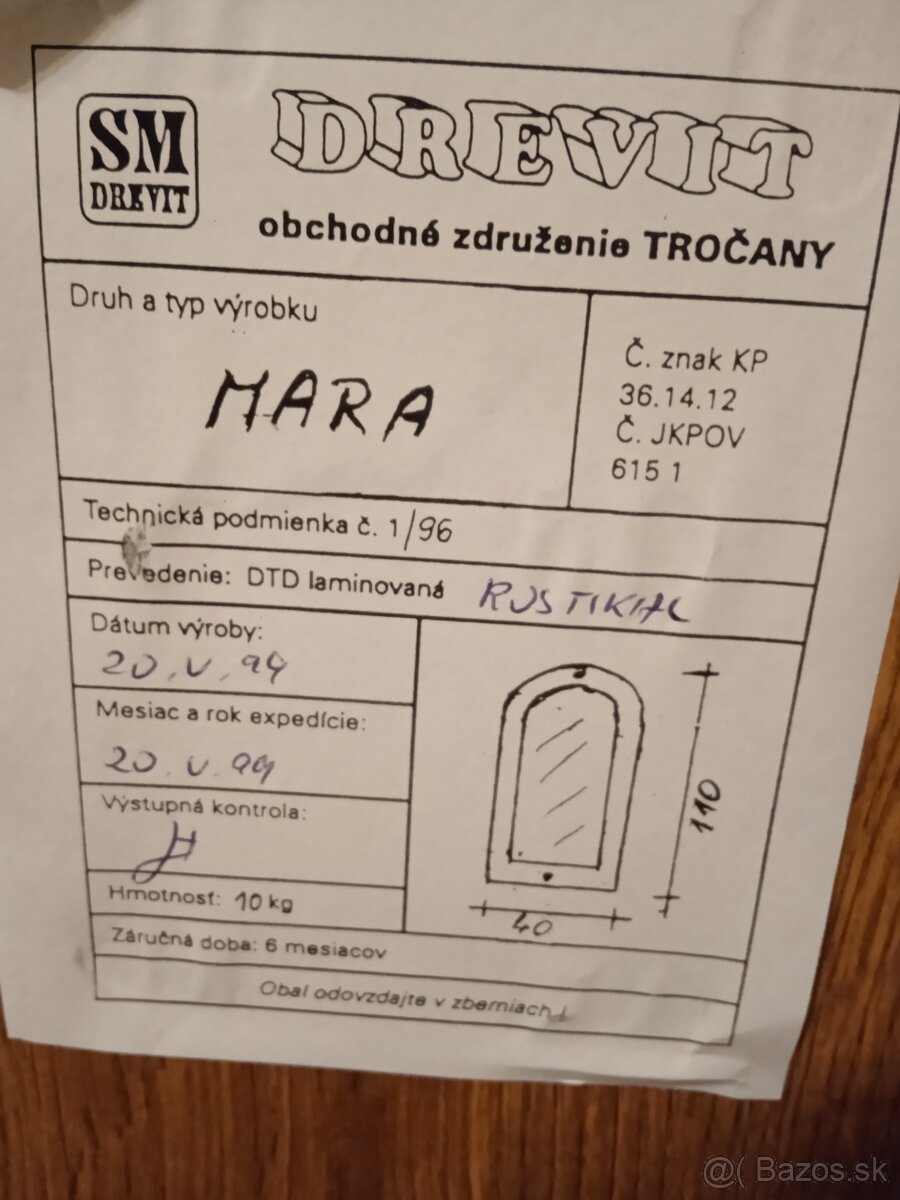 SM
DREVIT
DREVIT
obchodné združenie TROČANY
Druh a typ výrobku
MARA
Č. znak KP
36.14.12
Č. JKPOV
615 1
Technická podmienka č. 1/96
Prevedenie: DTD laminovaná RUSTIKAL
Dátum výroby:
20.V.99
Mesiac a rok expedície:
20.V.99
Výstupná kontrola:
Hmotnosť: 10 kg
Záručná doba: 6 mesiacov
Obal odovzdajte v zberniach!
110
40
@( Bazos.sk